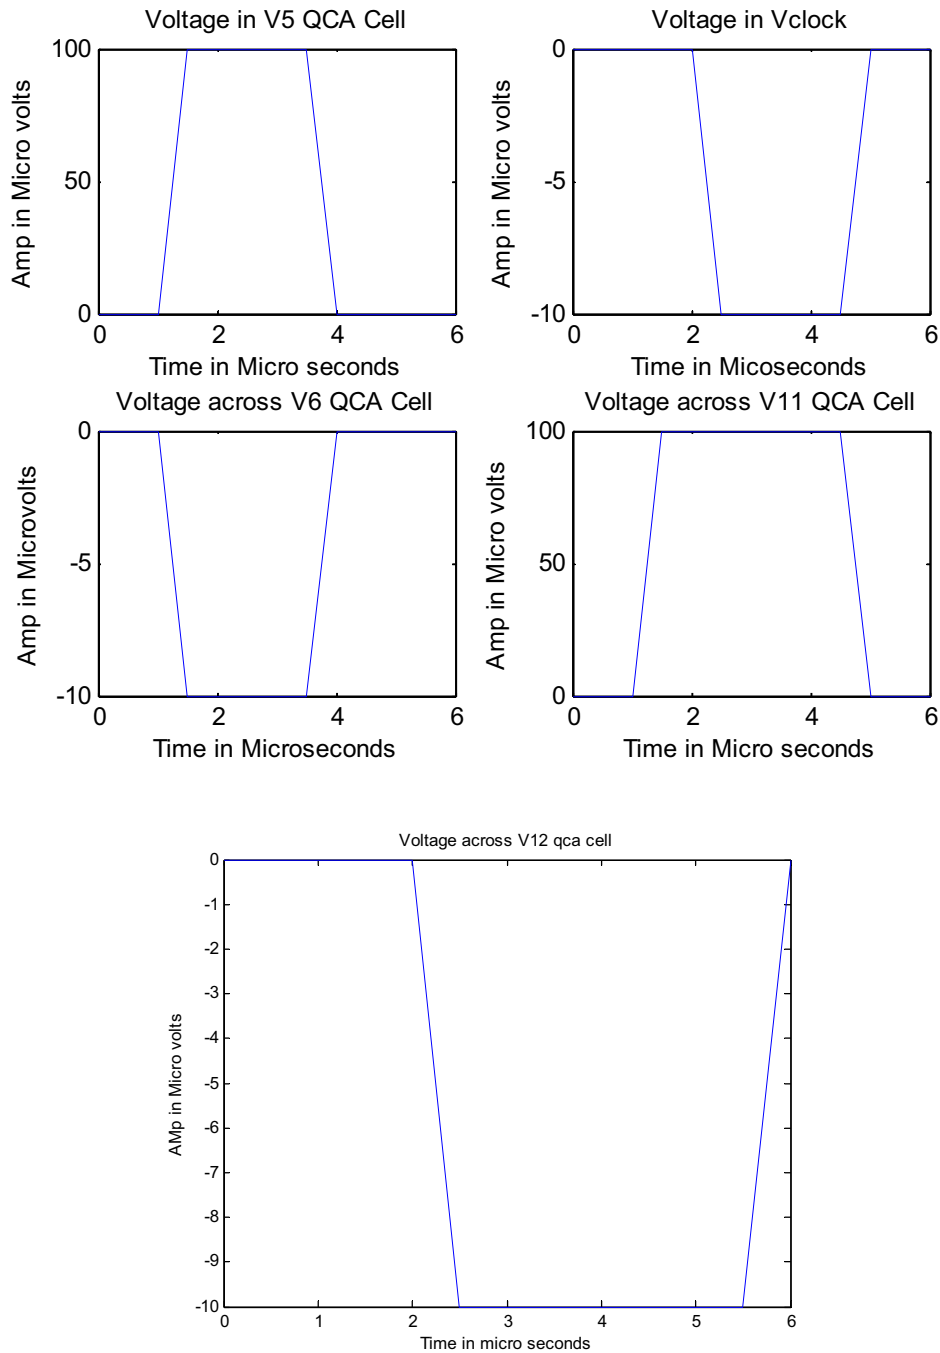 Voltage in V5 QCA Cell
Amp in Micro volts
100
50
0
0 2 4 6
Time in Micro seconds
Voltage in Vclock
Amp in Micro volts
0
-5
-10
0 2 4 6
Time in Micoseconds
Voltage across V6 QCA Cell
Amp in Microvolts
0
-5
-10
0 2 4 6
Time in Microseconds
Voltage across V11 QCA Cell
Amp in Micro volts
100
50
0
0 2 4 6
Time in Micro seconds
Voltage across V12 qca cell
AMp in Micro volts
0
-1
-2
-3
-4
-5
-6
-7
-8
-9
-10
0 1 2 3 4 5 6
Time in micro seconds